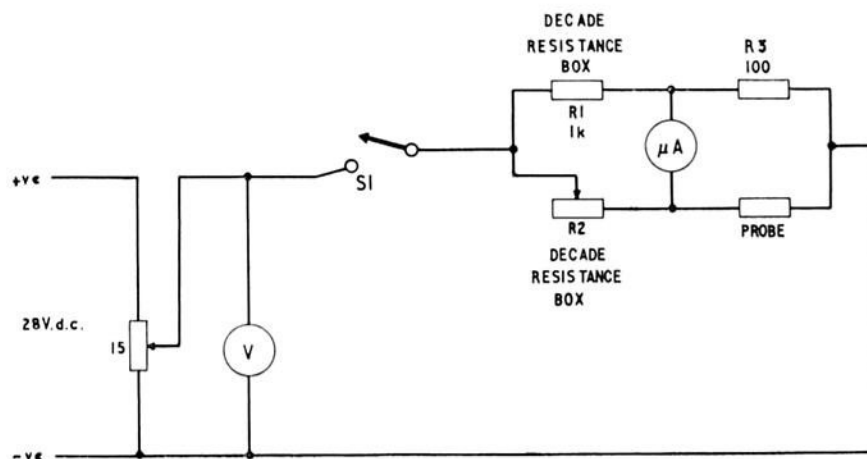 DECADE
RESISTANCE
BOX
R1
1k
R3
100
+ve
S1
μA
R2
DECADE
RESISTANCE
BOX
PROBE
28V.d.c.
15
V
-ve